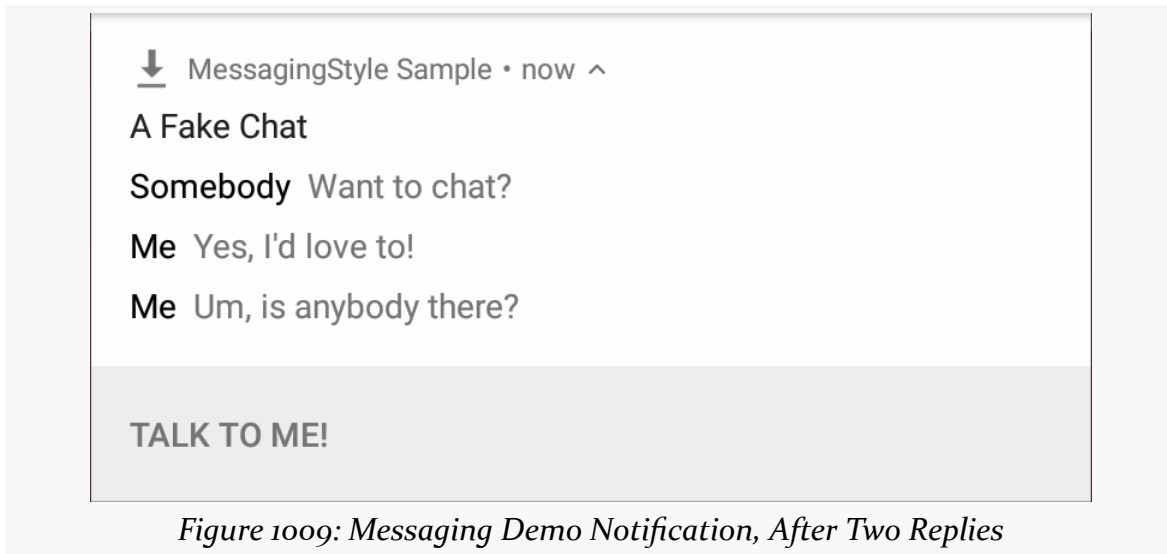 MessagingStyle Sample • now
A Fake Chat
Somebody Want to chat?
Me Yes, I'd love to!
Me Um, is anybody there?
TALK TO ME!
Figure 1009: Messaging Demo Notification, After Two Replies